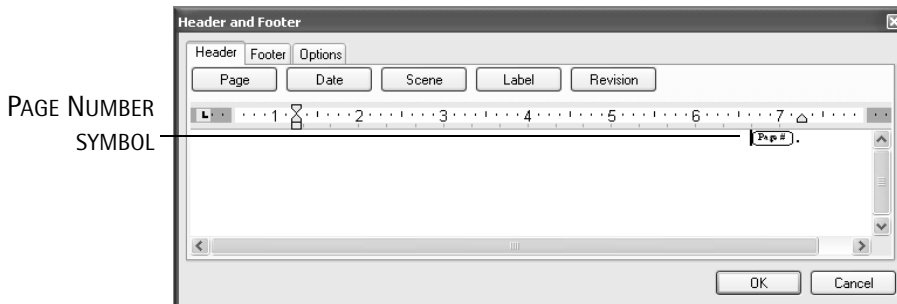 Header and Footer
Header Footer Options
Page Date Scene Label Revision
PAGE NUMBER
SYMBOL
L 1 2 3 4 5 6 7
Page # .
OK Cancel